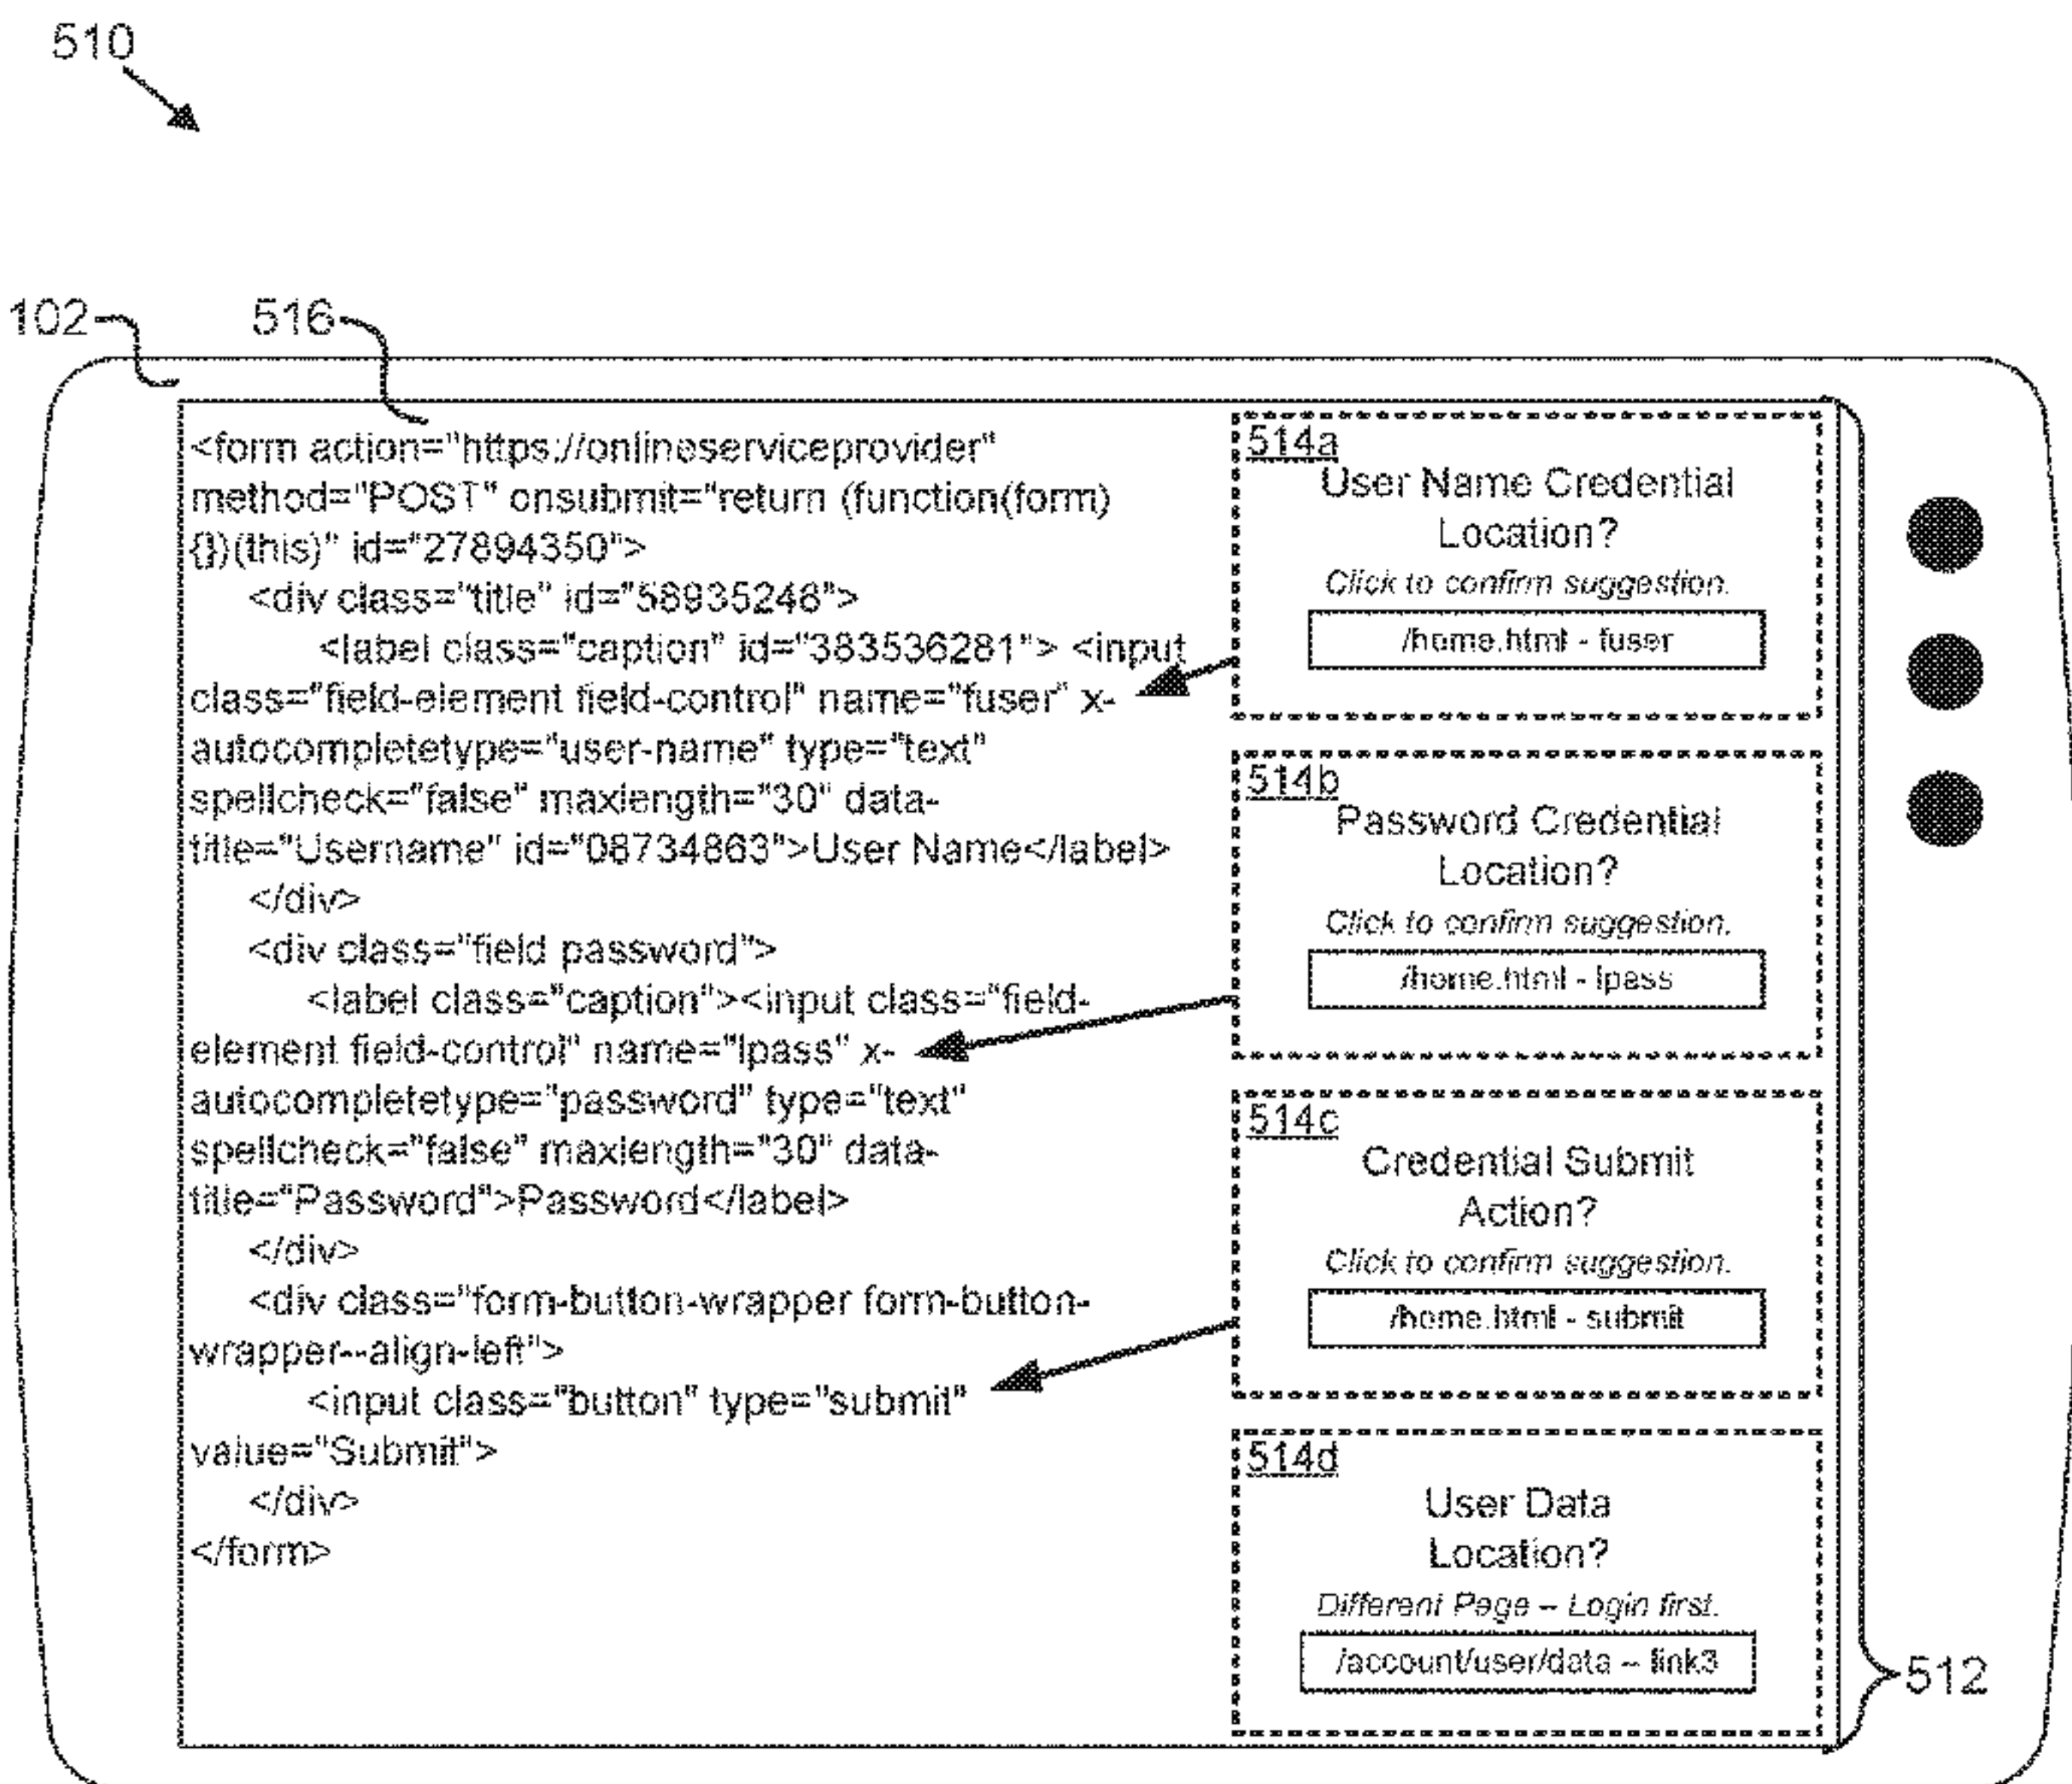 510
102
516
<form action="https://onlineserviceprovider"
method="POST" onsubmit="return (function(form)
{})(this)" id="27894350">
<div class="title" id="58935246">
<label class="caption" id="383536281"> <input
class="field-element field-control" name="fuser" x-
autocompletetype="user-name" type="text"
spellcheck="false" maxlength="30" data-
title="Username" id="08734863">User Name</label>
</div>
<div class="field password">
<label class="caption"><input class="field-
element field-control" name="lpass" x-
autocompletetype="password" type="text"
spellcheck="false" maxlength="30" data-
title="Password">Password</label>
</div>
<div class="form-button-wrapper form-button-
wrapper--align-left">
<input class="button" type="submit"
value="Submit">
</div>
</form>
514a
User Name Credential
Location?
Click to confirm suggestion.
/home.html - fuser
514b
Password Credential
Location?
Click to confirm suggestion.
/home.html - lpass
514c
Credential Submit
Action?
Click to confirm suggestion.
/home.html - submit
514d
User Data
Location?
Different Page – Login first.
/account/user/data – link3
512